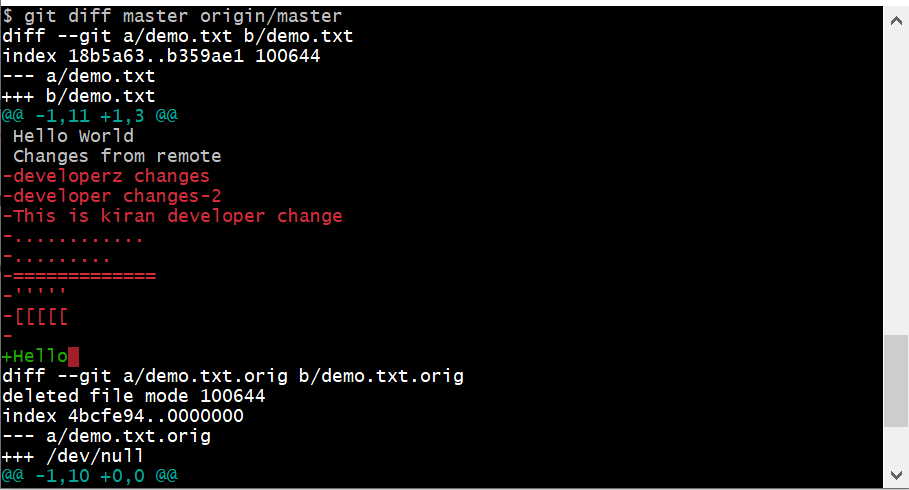 $ git diff master origin/master
diff --git a/demo.txt b/demo.txt
index 18b5a63..b359ae1 100644
--- a/demo.txt
+++ b/demo.txt
@@ -1,11 +1,3 @@
 Hello World
 Changes from remote
-developerz changes
-developer changes-2
-This is kiran developer change
-............
-.........
-=============
-'''''
-[[[[[
-
+Hello
diff --git a/demo.txt.orig b/demo.txt.orig
deleted file mode 100644
index 4bcfe94..0000000
--- a/demo.txt.orig
+++ /dev/null
@@ -1,10 +0,0 @@